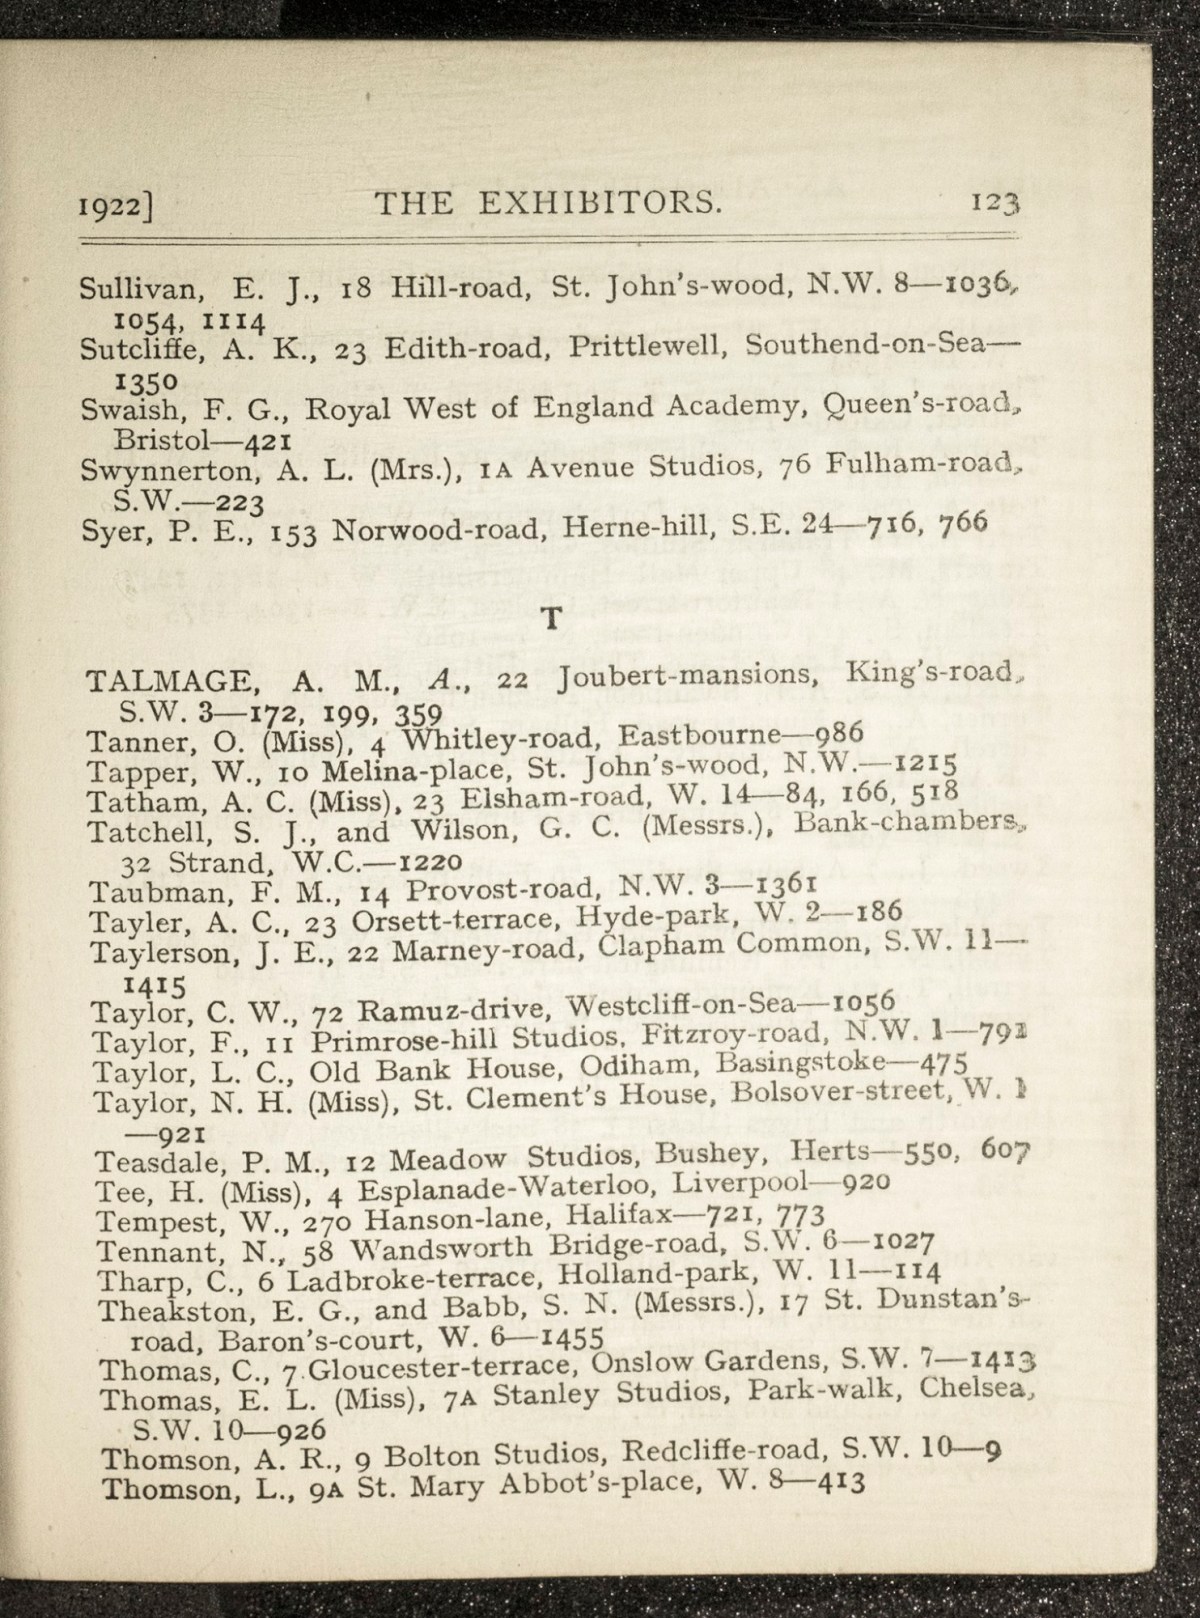 1922] THE EXHIBITORS. 123
Sullivan, E. J., 18 Hill-road, St. John's-wood, N.W. 8—1036,
1054, 1114
Sutcliffe, A. K., 23 Edith-road, Prittlewell, Southend-on-Sea—
1350
Swaish, F. G., Royal West of England Academy, Queen's-road,
Bristol—421
Swynnerton, A. L. (Mrs.), 1A Avenue Studios, 76 Fulham-road,
S.W.—223
Syer, P. E., 153 Norwood-road, Herne-hill, S.E. 24—716, 766
T
TALMAGE, A. M., A., 22 Joubert-mansions, King's-road,
S.W. 3—172, 199, 359
Tanner, O. (Miss), 4 Whitley-road, Eastbourne—986
Tapper, W., 10 Melina-place, St. John's-wood, N.W.—1215
Tatham, A. C. (Miss), 23 Elsham-road, W. 14—84, 166, 518
Tatchell, S. J., and Wilson, G. C. (Messrs.), Bank-chambers,
32 Strand, W.C.—1220
Taubman, F. M., 14 Provost-road, N.W. 3—1361
Tayler, A. C., 23 Orsett-terrace, Hyde-park, W. 2—186
Taylerson, J. E., 22 Marney-road, Clapham Common, S.W. 11—
1415
Taylor, C. W., 72 Ramuz-drive, Westcliff-on-Sea—1056
Taylor, F., 11 Primrose-hill Studios, Fitzroy-road, N.W. 1—791
Taylor, L. C., Old Bank House, Odiham, Basingstoke—475
Taylor, N. H. (Miss), St. Clement's House, Bolsover-street, W. 1
—921
Teasdale, P. M., 12 Meadow Studios, Bushey, Herts—550, 607
Tee, H. (Miss), 4 Esplanade-Waterloo, Liverpool—920
Tempest, W., 270 Hanson-lane, Halifax—721, 773
Tennant, N., 58 Wandsworth Bridge-road, S.W. 6—1027
Tharp, C., 6 Ladbroke-terrace, Holland-park, W. 11—114
Theakston, E. G., and Babb, S. N. (Messrs.), 17 St. Dunstan's-
road, Baron's-court, W. 6—1455
Thomas, C., 7 Gloucester-terrace, Onslow Gardens, S.W. 7—1413
Thomas, E. L. (Miss), 7A Stanley Studios, Park-walk, Chelsea,
S.W. 10—926
Thomson, A. R., 9 Bolton Studios, Redcliffe-road, S.W. 10—9
Thomson, L., 9A St. Mary Abbot's-place, W. 8—413